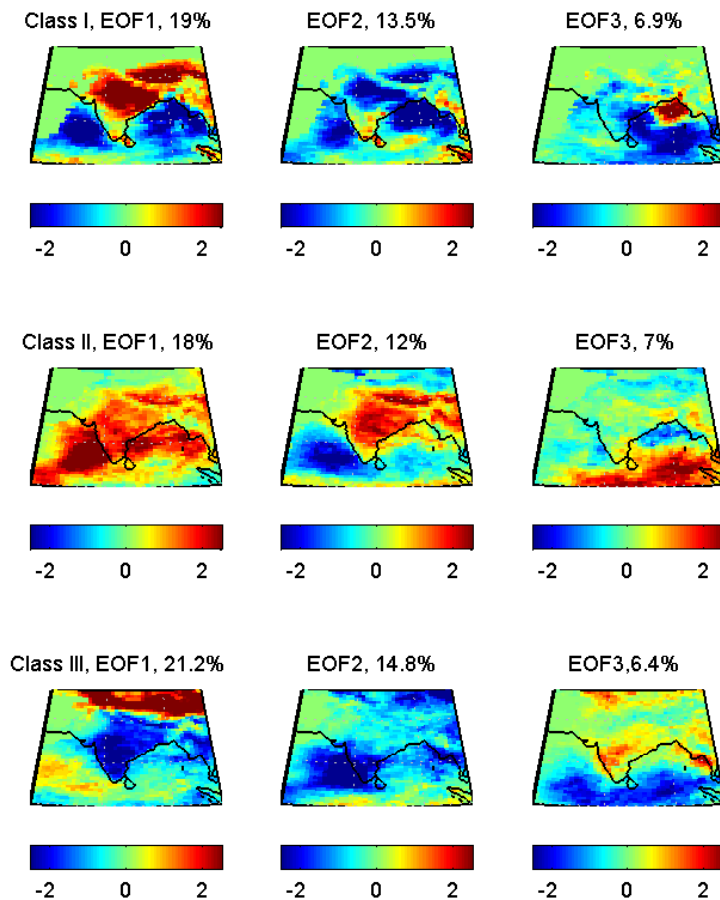 Class I, EOF1, 19%
EOF2, 13.5%
EOF3, 6.9%
-2 0 2
-2 0 2
-2 0 2
Class II, EOF1, 18%
EOF2, 12%
EOF3, 7%
-2 0 2
-2 0 2
-2 0 2
Class III, EOF1, 21.2%
EOF2, 14.8%
EOF3,6.4%
-2 0 2
-2 0 2
-2 0 2